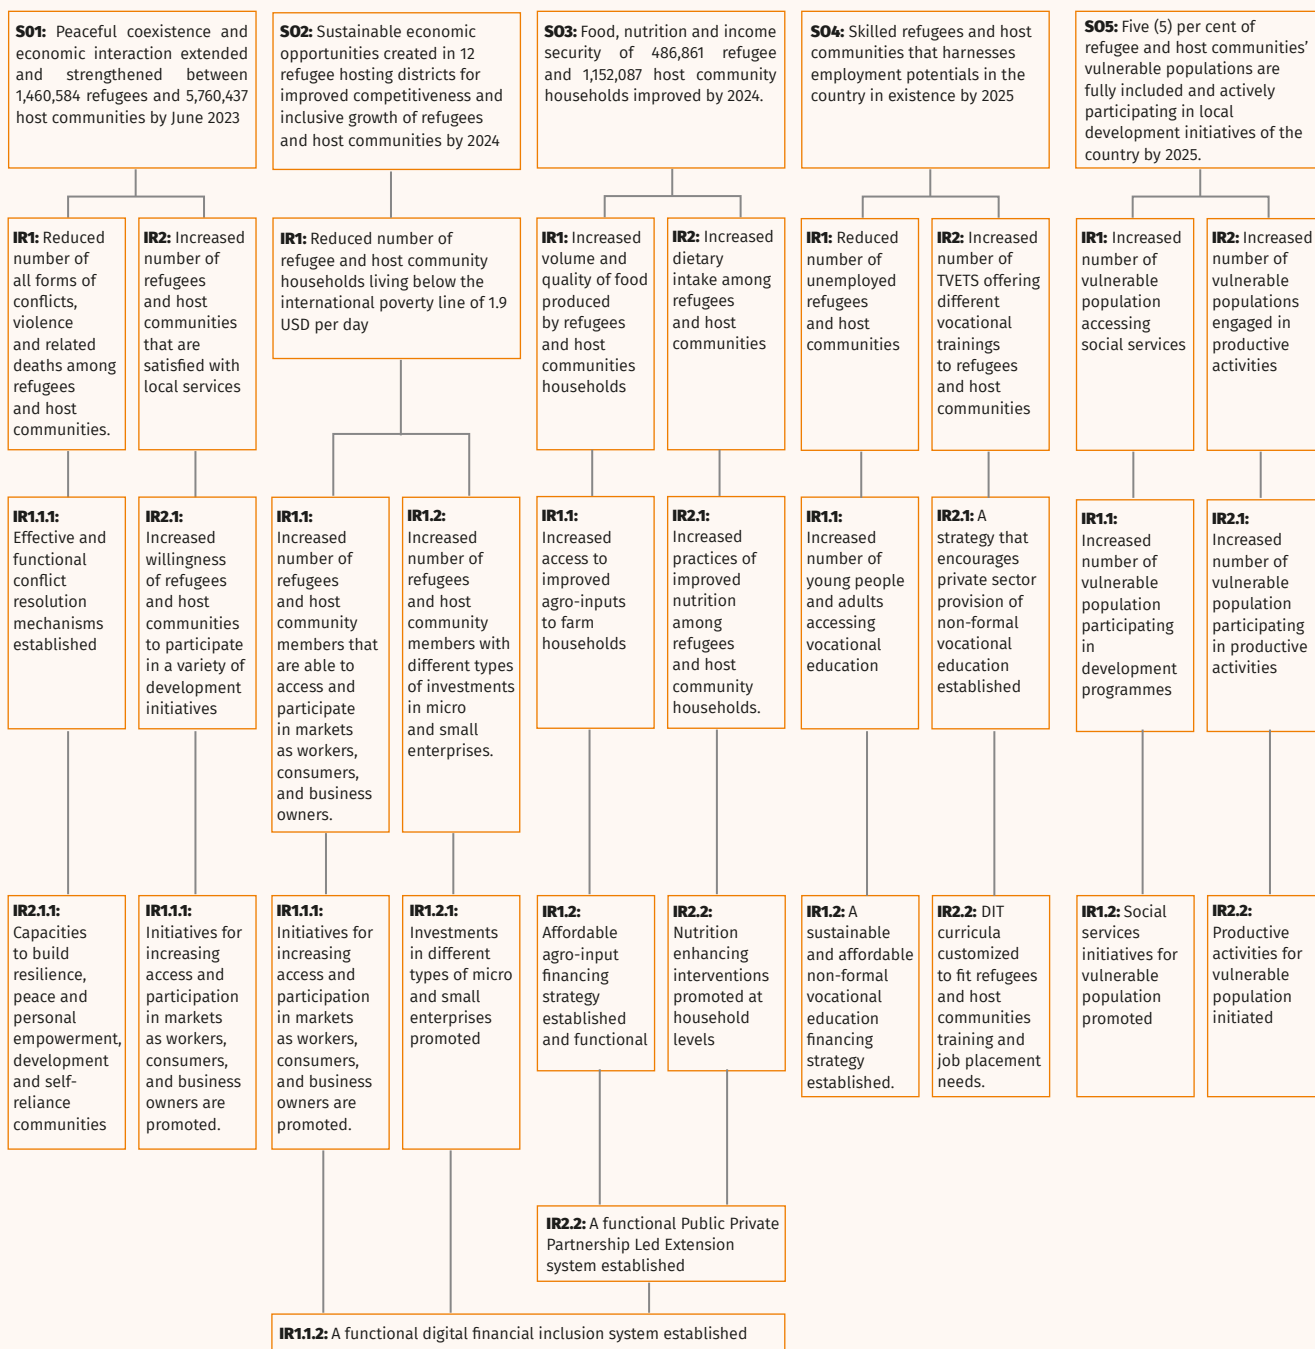 S01: Peaceful coexistence and
economic interaction extended
and strengthened between
1,460,584 refugees and 5,760,437
host communities by June 2023
SO2: Sustainable economic
opportunities created in 12
refugee hosting districts for
improved competitiveness and
inclusive growth of refugees
and host communities by 2024
SO3: Food, nutrition and income
security of 486,861 refugee
and 1,152,087 host community
households improved by 2024.
SO4: Skilled refugees and host
communities that harnesses
employment potentials in the
country in existence by 2025
SO5: Five (5) per cent of
refugee and host communities’
vulnerable populations are
fully included and actively
participating in local
development initiatives of the
country by 2025.
IR1: Reduced
number of
all forms of
conflicts,
violence
and related
deaths among
refugees
and host
communities.
IR2: Increased
number of
refugees
and host
communities
that are
satisfied with
local services
IR1: Reduced number of
refugee and host community
households living below the
international poverty line of 1.9
USD per day
IR1: Increased
volume and
quality of food
produced
by refugees
and host
communities
households
IR2: Increased
dietary
intake among
refugees
and host
communities
IR1: Reduced
number of
unemployed
refugees
and host
communities
IR2: Increased
number of
TVETS offering
different
vocational
trainings
to refugees
and host
communities
IR1: Increased
number of
vulnerable
population
accessing
social services
IR2: Increased
number of
vulnerable
populations
engaged in
productive
activities
IR1.1.1:
Effective and
functional
conflict
resolution
mechanisms
established
IR2.1:
Increased
willingness
of refugees
and host
communities
to participate
in a variety of
development
initiatives
IR1.1:
Increased
number of
refugees
and host
community
members that
are able to
access and
participate
in markets
as workers,
consumers,
and business
owners.
IR1.2:
Increased
number of
refugees
and host
community
members with
different types
of investments
in micro
and small
enterprises.
IR1.1:
Increased
access to
improved
agro-inputs
to farm
households
IR2.1:
Increased
practices of
improved
nutrition
among
refugees
and host
community
households.
IR1.1:
Increased
number of
young people
and adults
accessing
vocational
education
IR2.1: A
strategy that
encourages
private sector
provision of
non-formal
vocational
education
established
IR1.1:
Increased
number of
vulnerable
population
participating
in
development
programmes
IR2.1:
Increased
number of
vulnerable
population
participating
in productive
activities
IR2.1.1:
Capacities
to build
resilience,
peace and
personal
empowerment,
development
and self-
reliance
communities
IR1.1.1:
Initiatives for
increasing
access and
participation
in markets
as workers,
consumers,
and business
owners are
promoted.
IR1.1.1:
Initiatives for
increasing
access and
participation
in markets
as workers,
consumers,
and business
owners are
promoted.
IR1.2.1:
Investments
in different
types of micro
and small
enterprises
promoted
IR1.2:
Affordable
agro-input
financing
strategy
established
and functional
IR2.2:
Nutrition
enhancing
interventions
promoted at
household
levels
IR1.2: A
sustainable
and affordable
non-formal
vocational
education
financing
strategy
established.
IR2.2: DIT
curricula
customized
to fit refugees
and host
communities
training and
job placement
needs.
IR1.2: Social
services
initiatives for
vulnerable
population
promoted
IR2.2:
Productive
activities for
vulnerable
population
initiated
IR2.2: A functional Public Private
Partnership Led Extension
system established
IR1.1.2: A functional digital financial inclusion system established